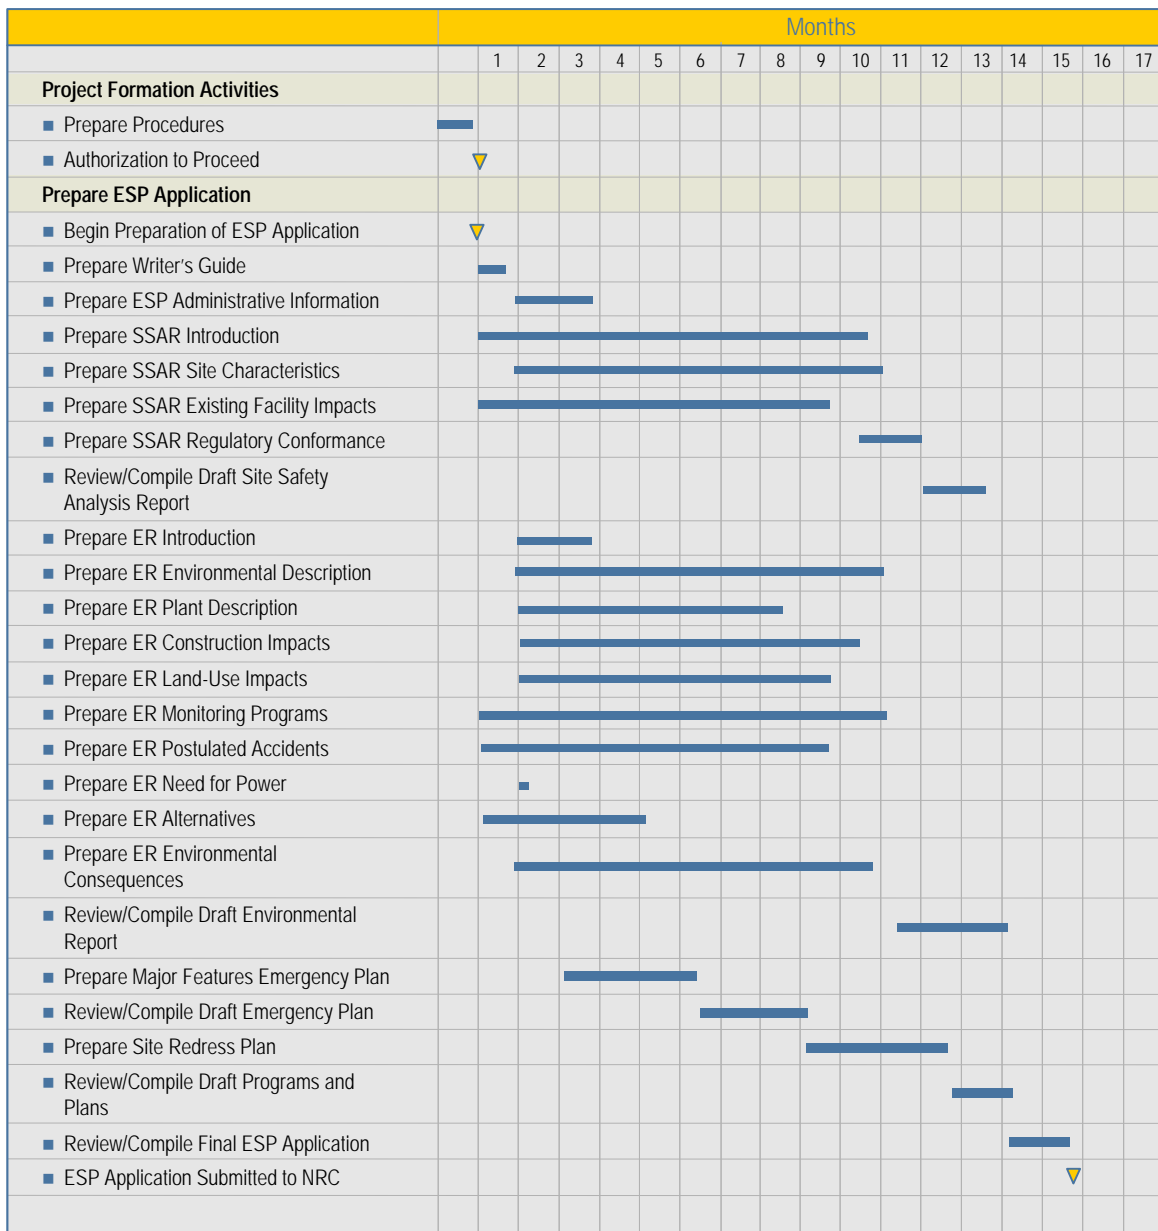 Months
1 2 3 4 5 6 7 8 9 10 11 12 13 14 15 16 17
Project Formation Activities
Prepare Procedures
Authorization to Proceed
Prepare ESP Application
Begin Preparation of ESP Application
Prepare Writer's Guide
Prepare ESP Administrative Information
Prepare SSAR Introduction
Prepare SSAR Site Characteristics
Prepare SSAR Existing Facility Impacts
Prepare SSAR Regulatory Conformance
Review/Compile Draft Site Safety
Analysis Report
Prepare ER Introduction
Prepare ER Environmental Description
Prepare ER Plant Description
Prepare ER Construction Impacts
Prepare ER Land-Use Impacts
Prepare ER Monitoring Programs
Prepare ER Postulated Accidents
Prepare ER Need for Power
Prepare ER Alternatives
Prepare ER Environmental
Consequences
Review/Compile Draft Environmental
Report
Prepare Major Features Emergency Plan
Review/Compile Draft Emergency Plan
Prepare Site Redress Plan
Review/Compile Draft Programs and
Plans
Review/Compile Final ESP Application
ESP Application Submitted to NRC